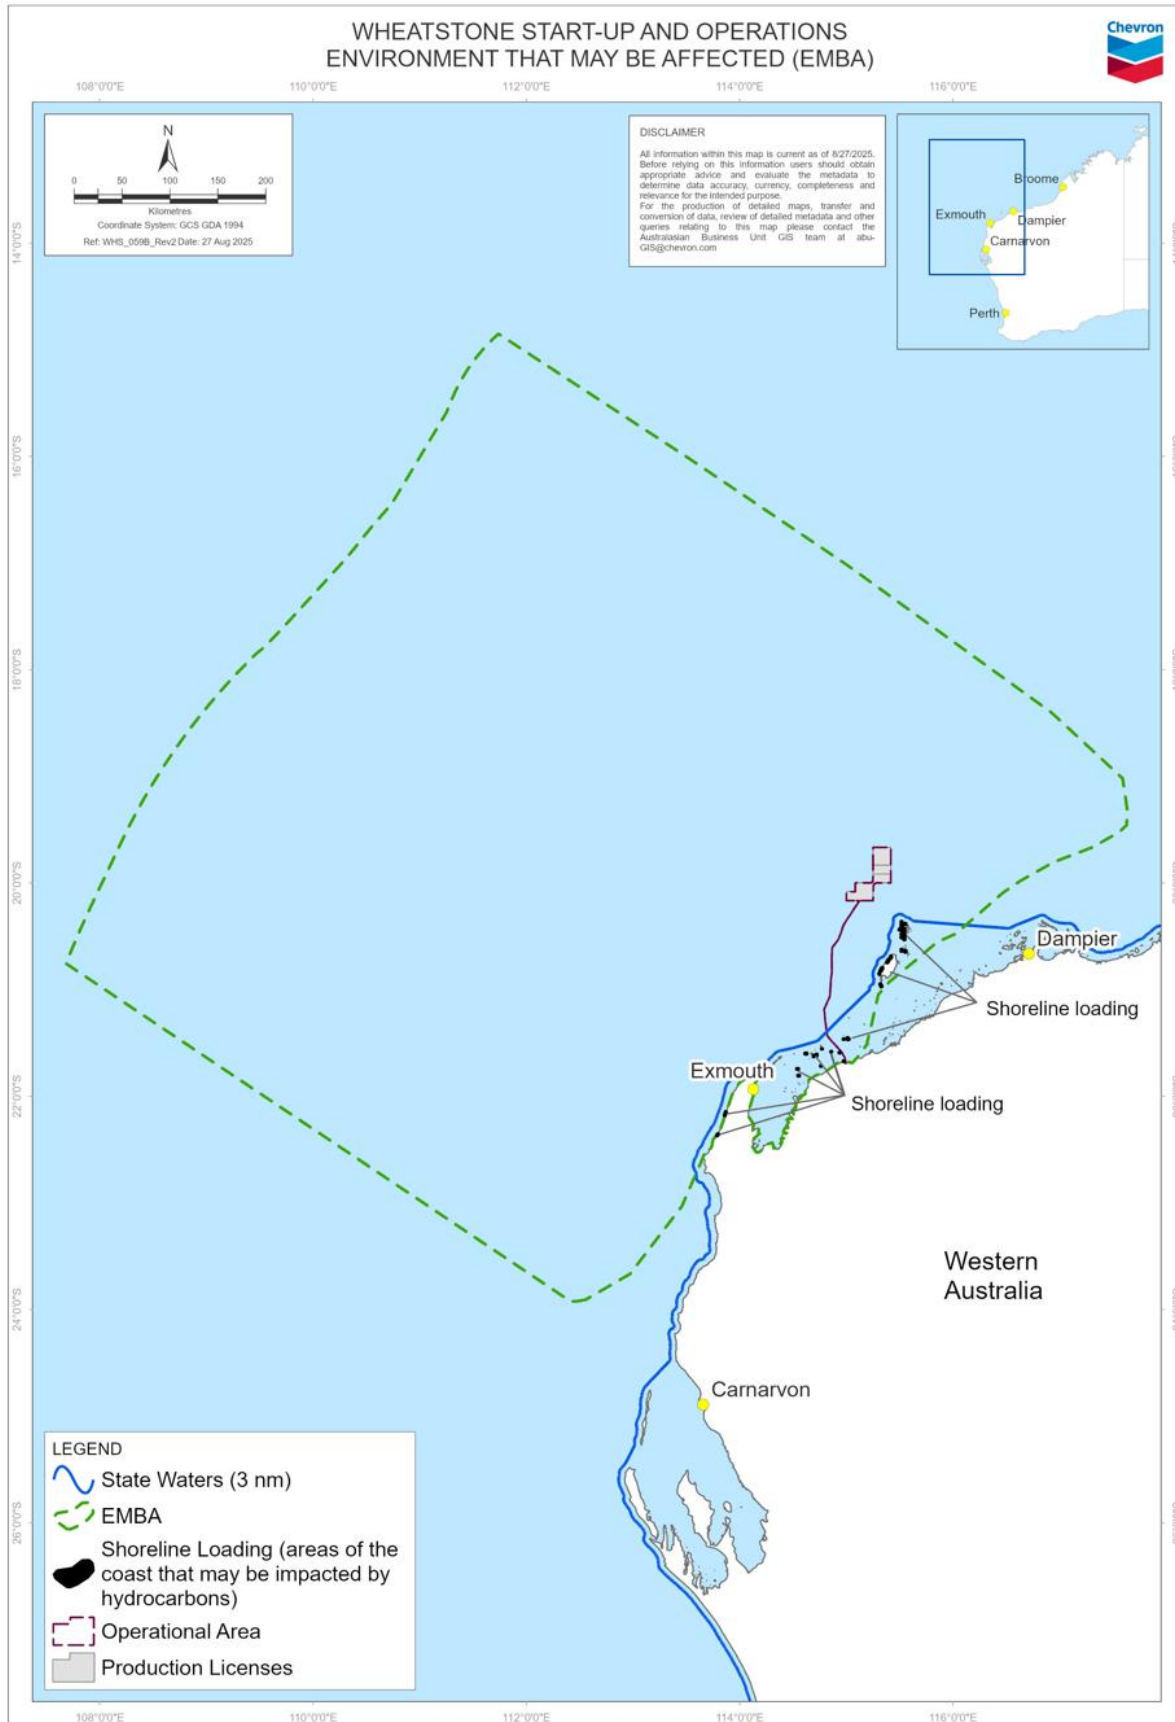 WHEATSTONE START-UP AND OPERATIONS
ENVIRONMENT THAT MAY BE AFFECTED (EMBA)
Chevron
108°0'0"E
110°0'0"E
112°0'0"E
114°0'0"E
116°0'0"E
N
0 50 100 150 200
Kilometres
Coordinate System: GCS GDA 1994
Ref: WHS_059B_Rev2 Date: 27 Aug 2025
DISCLAIMER
All information within this map is current as of 8/27/2025.
Before relying on this information users should obtain
appropriate advice and evaluate the metadata to
determine data accuracy, currency, completeness and
relevance for the intended purpose.
For the production of detailed maps, transfer and
conversion of data, review of detailed metadata and other
queries relating to this map please contact the
Australasian Business Unit GIS team at abu-
GIS@chevron.com
Broome
Exmouth
Dampier
Carnarvon
Perth
14°0'0"S
16°0'0"S
18°0'0"S
20°0'0"S
22°0'0"S
24°0'0"S
26°0'0"S
Dampier
Shoreline loading
Exmouth
Shoreline loading
Western
Australia
Carnarvon
LEGEND
State Waters (3 nm)
EMBA
Shoreline Loading (areas of the
coast that may be impacted by
hydrocarbons)
Operational Area
Production Licenses
108°0'0"E
110°0'0"E
112°0'0"E
114°0'0"E
116°0'0"E